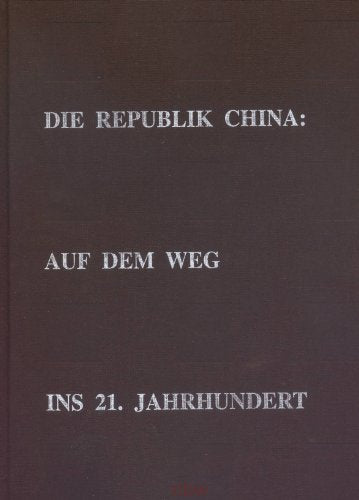 DIE REPUBLIK CHINA:
AUF DEM WEG
INS 21. JAHRHUNDERT